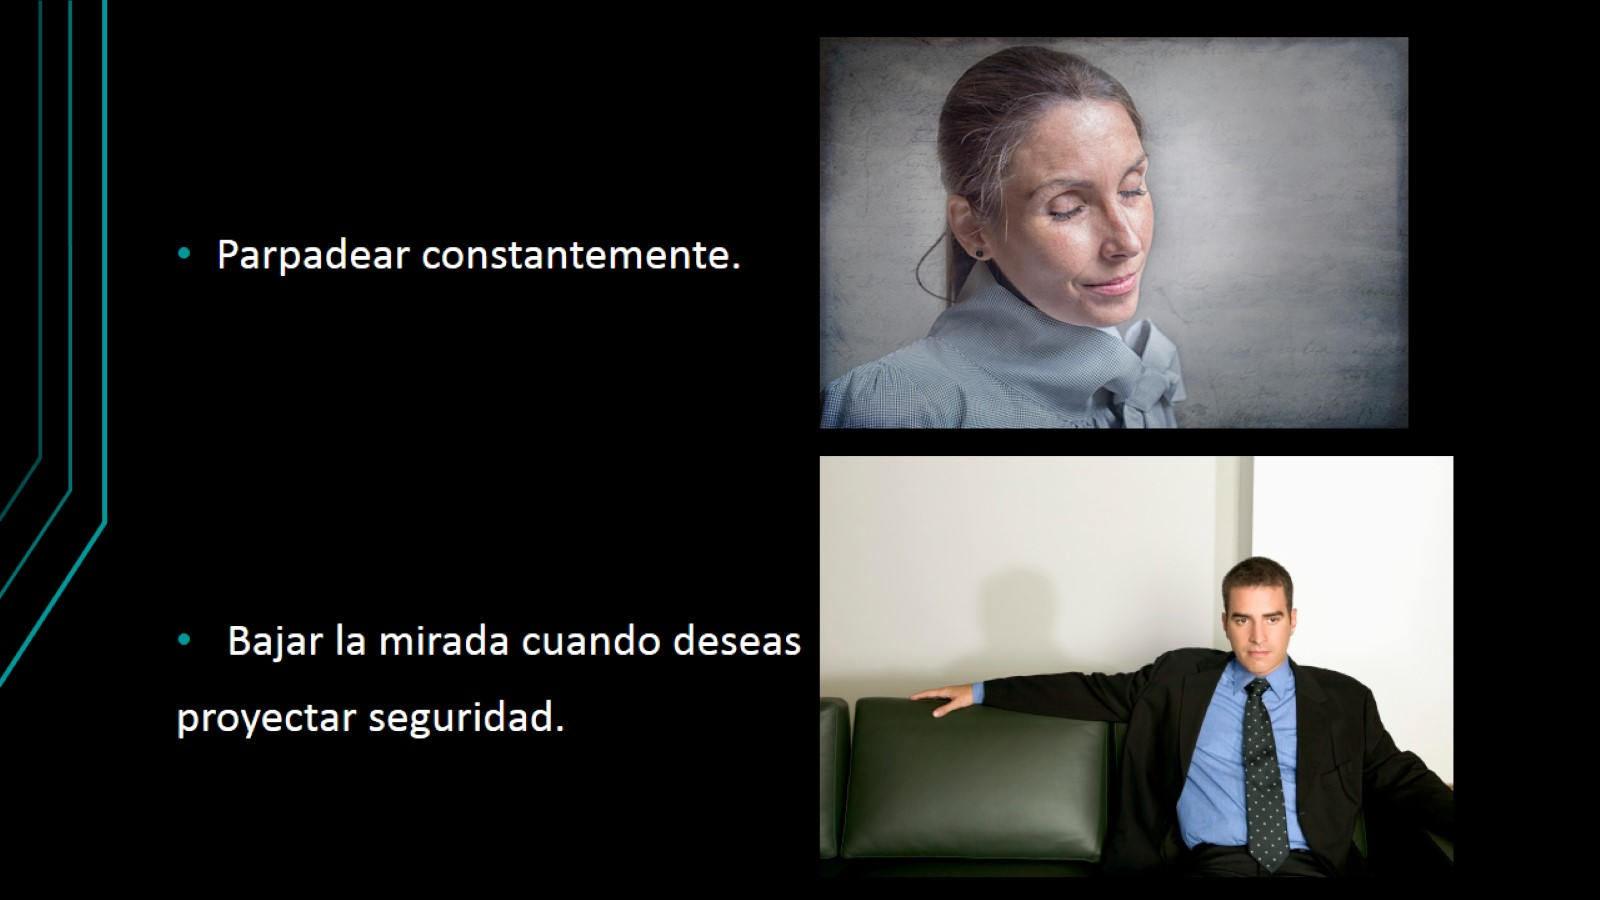 • Parpadear constantemente.
• Bajar la mirada cuando deseas
proyectar seguridad.